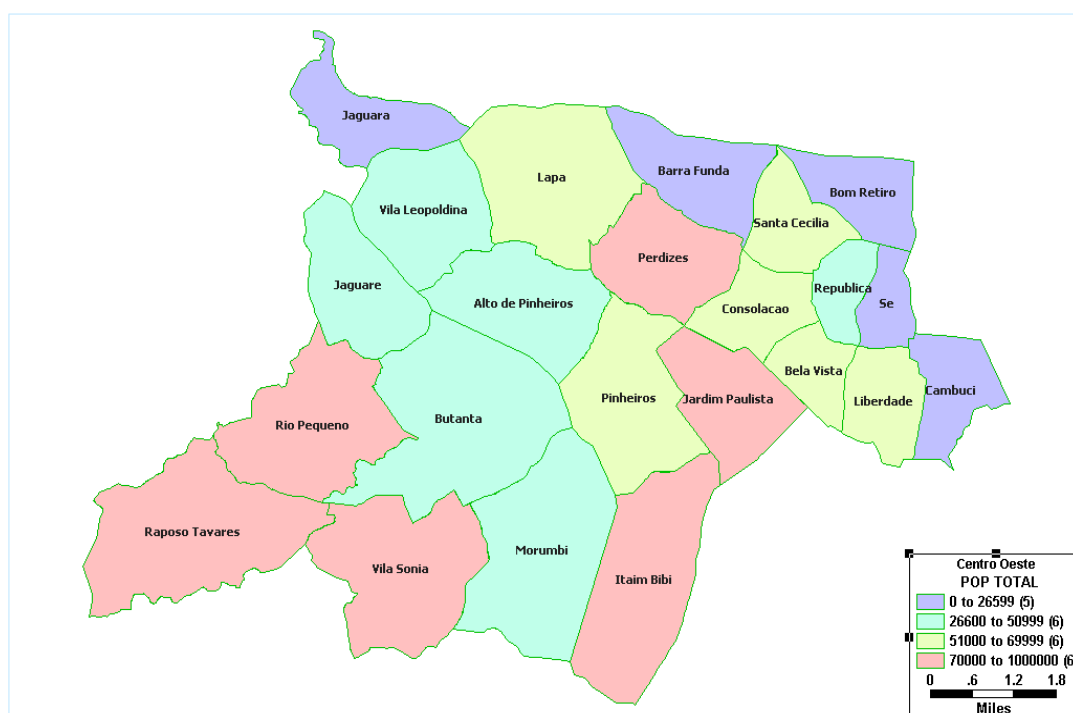 Jaguara
Lapa
Barra Funda
Bom Retiro
Vila Leopoldina
Santa Cecilia
Perdizes
Jaguare
Alto de Pinheiros
Republica
Se
Consolacao
Bela Vista
Cambuci
Pinheiros
Jardim Paulista
Liberdade
Butanta
Rio Pequeno
Raposo Tavares
Morumbi
Vila Sonia
Itaim Bibi
Centro Oeste
POP TOTAL
0 to 26599 (5)
26600 to 50999 (6)
51000 to 69999 (6)
70000 to 1000000 (6
0 .6 1.2 1.8
Miles